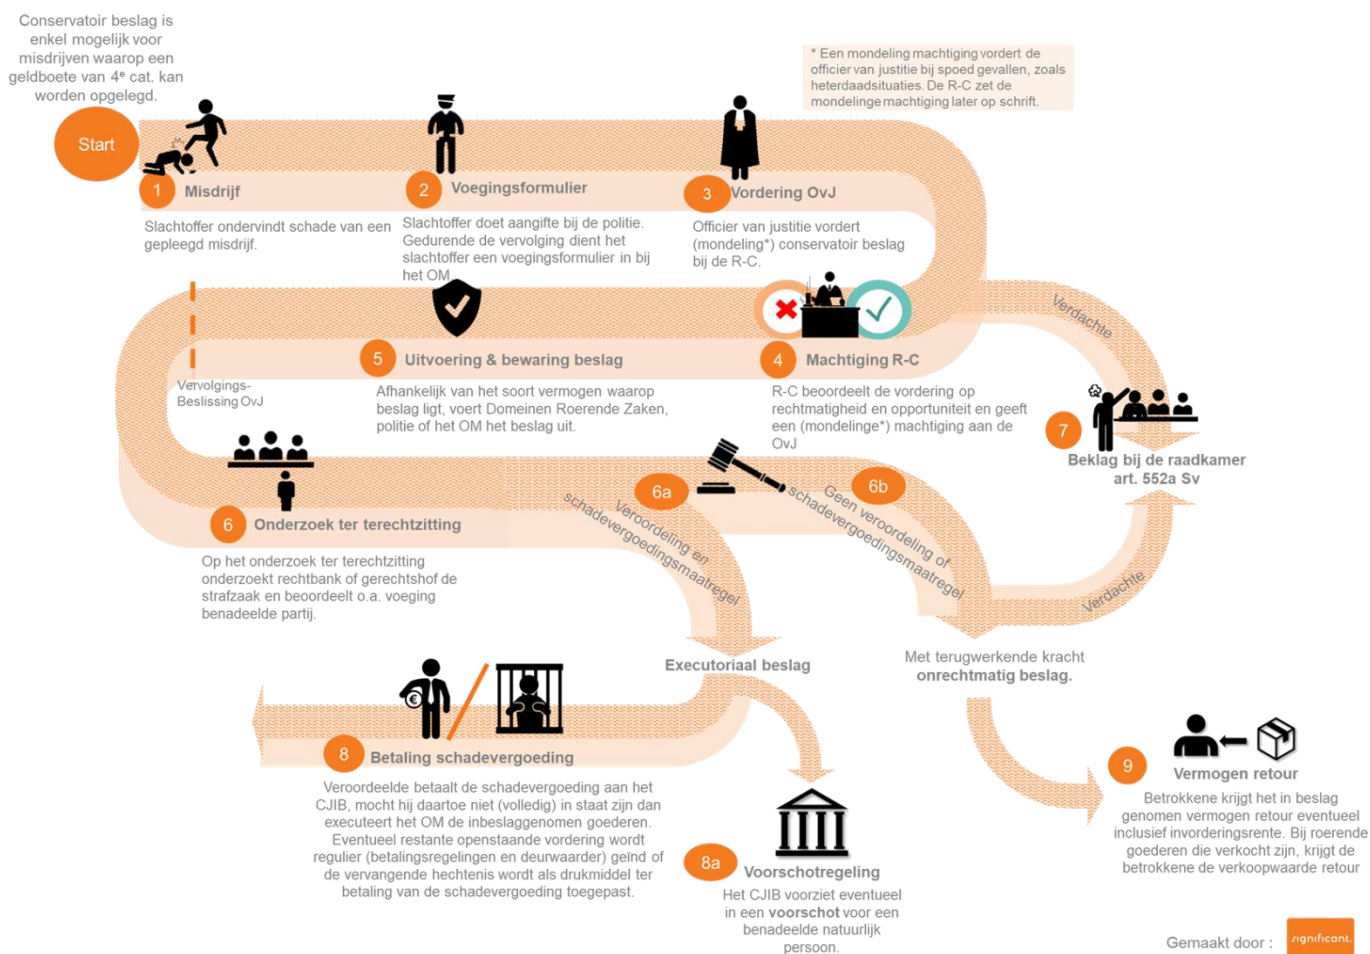 Conservatoir beslag is
enkel mogelijk voor
misdrijven waarop een
geldboete van 4e cat. kan
worden opgelegd.
* Een mondeling machtiging vordert de
officier van justitie bij spoed gevallen, zoals
heterdaadsituaties. De R-C zet de
mondelinge machtiging later op schrift.
Start
1 Misdrijf
Slachtoffer ondervindt schade van een
gepleegd misdrijf.
2 Voegingsformulier
Slachtoffer doet aangifte bij de politie.
Gedurende de vervolging dient het
slachtoffer een voegingsformulier in bij
het OM.
3 Vordering OvJ
Officier van justitie vordert
(mondeling*) conservatoir beslag
bij de R-C.
4 Machtiging R-C
R-C beoordeelt de vordering op
rechtmatigheid en opportuniteit en geeft
een (mondelinge*) machtiging aan de
OvJ
5 Uitvoering & bewaring beslag
Afhankelijk van het soort vermogen waarop
beslag ligt, voert Domeinen Roerende Zaken,
politie of het OM het beslag uit.
Vervolgings-
Beslissing OvJ
Verdachte
7
Beklag bij de raadkamer
art. 552a Sv
6 Onderzoek ter terechtzitting
Op het onderzoek ter terechtzitting
onderzoekt rechtbank of gerechtshof de
strafzaak en beoordeelt o.a. voeging
benadeelde partij.
6a
Veroordeling en
schadevergoedingsmaatregel
6b
Geen veroordeling of
schadevergoedingsmaatregel
Verdachte
Executoriaal beslag
Met terugwerkende kracht
onrechtmatig beslag.
8 Betaling schadevergoeding
Veroordeelde betaalt de schadevergoeding aan het
CJIB, mocht hij daartoe niet (volledig) in staat zijn dan
executeert het OM de inbeslaggenomen goederen.
Eventueel restante openstaande vordering wordt
regulier (betalingsregelingen en deurwaarder) geïnd of
de vervangende hechtenis wordt als drukmiddel ter
betaling van de schadevergoeding toegepast.
8a
Voorschotregeling
Het CJIB voorziet eventueel
in een voorschot voor een
benadeelde natuurlijk
persoon.
9
Vermogen retour
Betrokkene krijgt het in beslag
genomen vermogen retour eventueel
inclusief invorderingsrente. Bij roerende
goederen die verkocht zijn, krijgt de
betrokkene de verkoopwaarde retour
Gemaakt door :
significant.